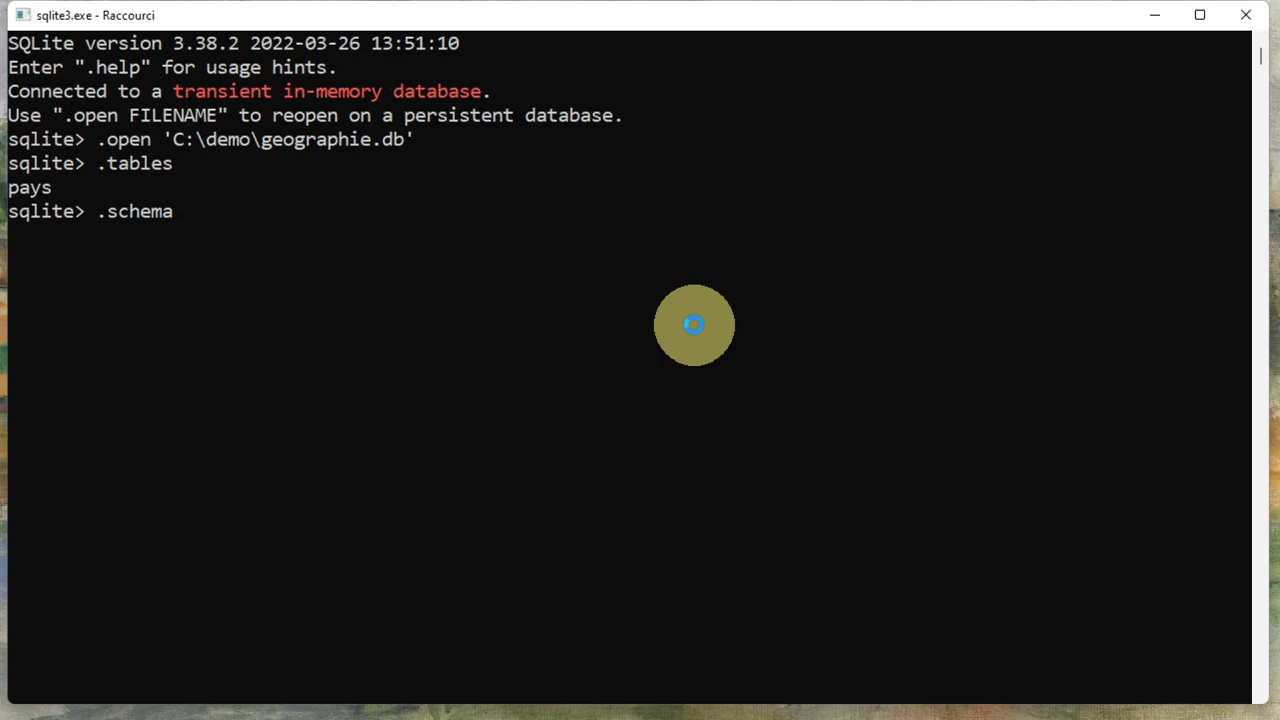 sqlite3.exe - Raccourci
SQLite version 3.38.2 2022-03-26 13:51:10
Enter ".help" for usage hints.
Connected to a transient in-memory database.
Use ".open FILENAME" to reopen on a persistent database.
sqlite> .open 'C:\demo\geographie.db'
sqlite> .tables
pays
sqlite> .schema